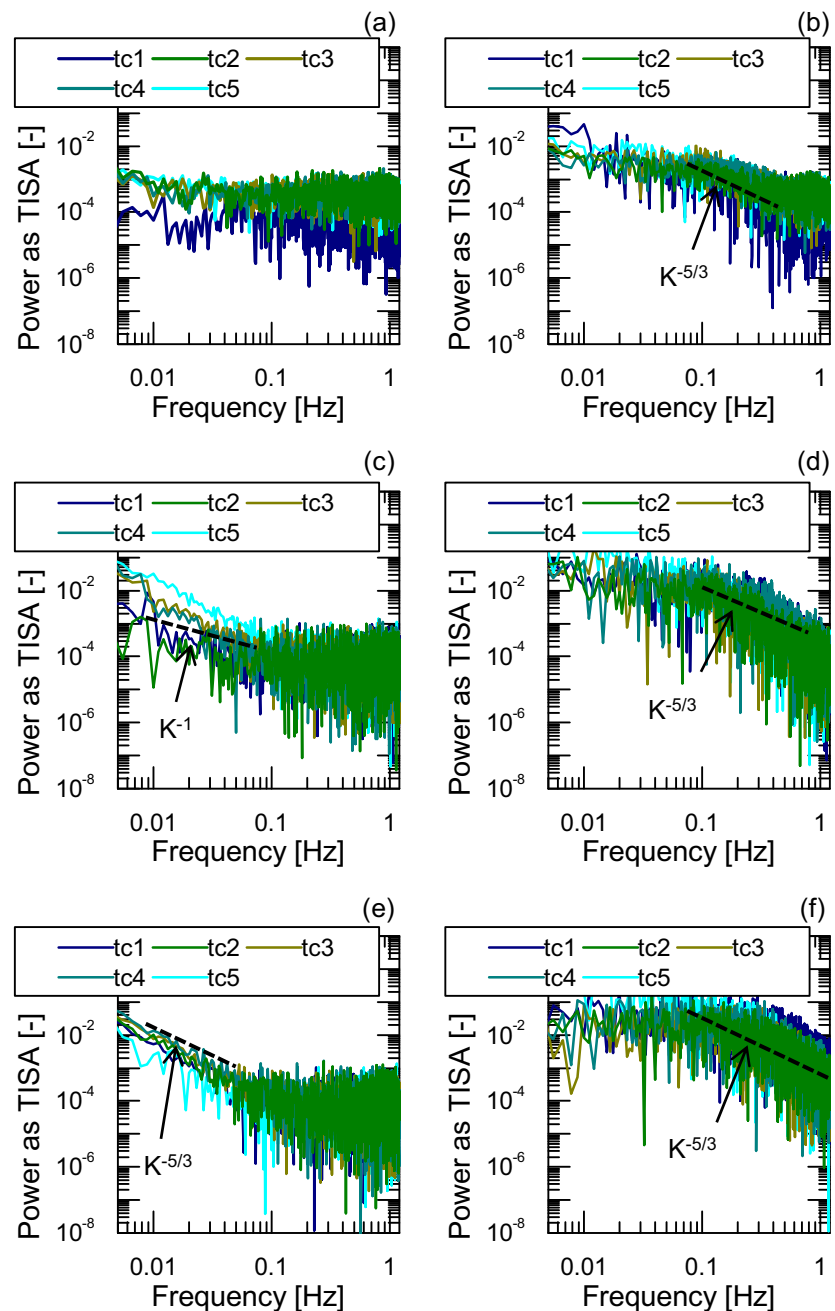 (a)
tc1 tc2 tc3
tc4 tc5
Power as TISA [-]
10-2
10-4
10-6
10-8
0.01 0.1 1
Frequency [Hz]
(b)
tc1 tc2 tc3
tc4 tc5
Power as TISA [-]
10-2
10-4
10-6
10-8
K-5/3
0.01 0.1 1
Frequency [Hz]
(c)
tc1 tc2 tc3
tc4 tc5
Power as TISA [-]
10-2
10-4
10-6
10-8
K-1
0.01 0.1 1
Frequency [Hz]
(d)
tc1 tc2 tc3
tc4 tc5
Power as TISA [-]
10-2
10-4
10-6
10-8
K-5/3
0.01 0.1 1
Frequency [Hz]
(e)
tc1 tc2 tc3
tc4 tc5
Power as TISA [-]
10-2
10-4
10-6
10-8
K-5/3
0.01 0.1 1
Frequency [Hz]
(f)
tc1 tc2 tc3
tc4 tc5
Power as TISA [-]
10-2
10-4
10-6
10-8
K-5/3
0.01 0.1 1
Frequency [Hz]